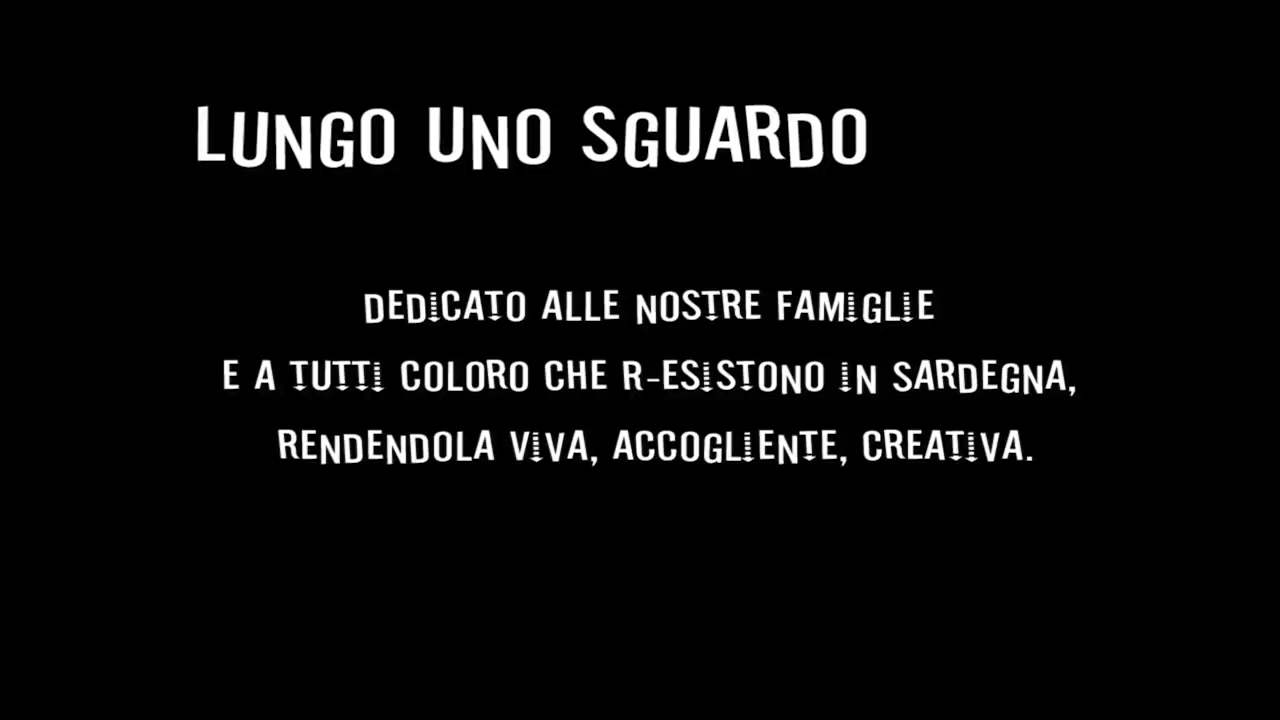 LUNGO UNO SGUARDO
DEDICATO ALLE NOSTRE FAMIGLIE
E A TUTTI COLORO CHE R-ESISTONO IN SARDEGNA,
RENDENDOLA VIVA, ACCOGLIENTE, CREATIVA.